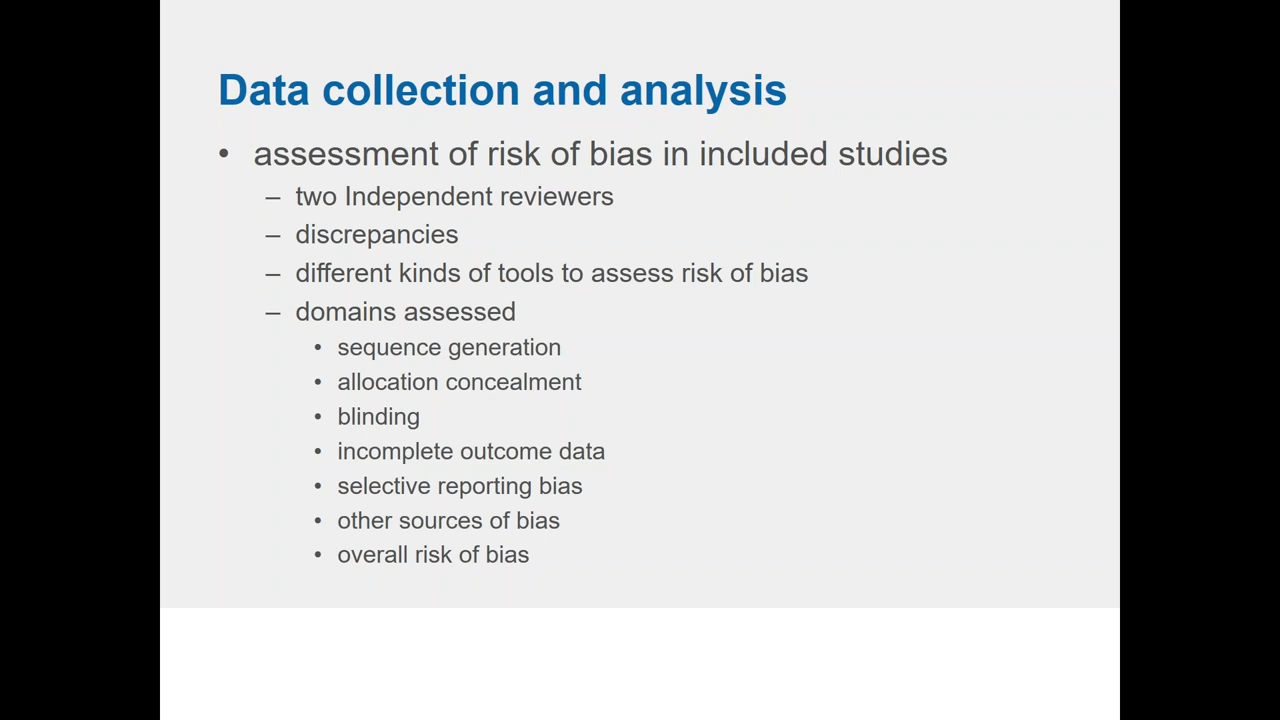 Data collection and analysis
• assessment of risk of bias in included studies
– two Independent reviewers
– discrepancies
– different kinds of tools to assess risk of bias
– domains assessed
• sequence generation
• allocation concealment
• blinding
• incomplete outcome data
• selective reporting bias
• other sources of bias
• overall risk of bias